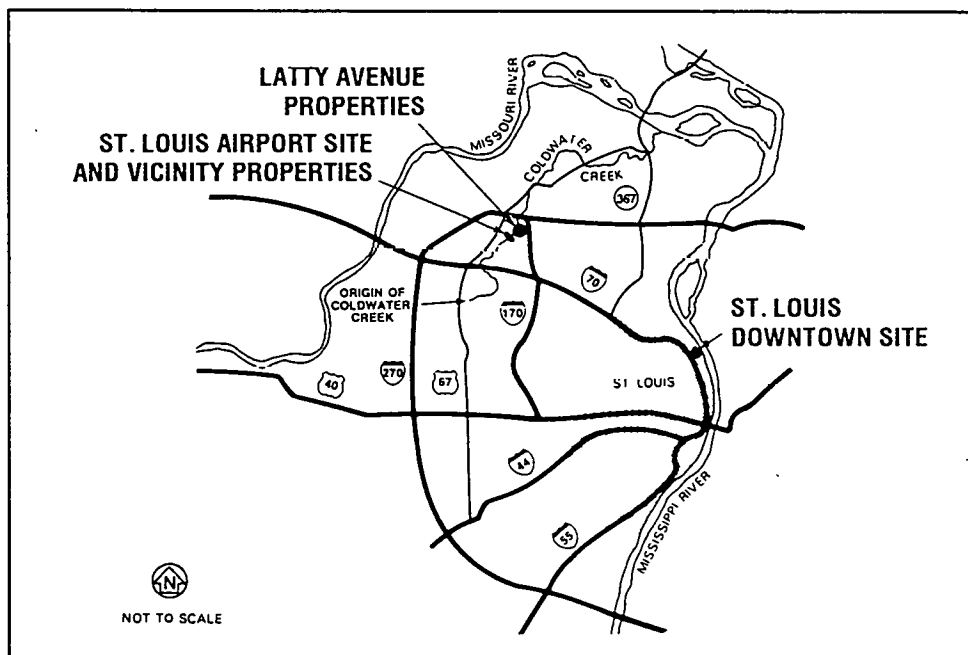 LATTY AVENUE
PROPERTIES
ST. LOUIS AIRPORT SITE
AND VICINITY PROPERTIES
MISSOURI RIVER
COLDWATER
CREEK
367
ORIGIN OF
COLDWATER
CREEK
70
170
ST. LOUIS
DOWNTOWN SITE
40
270
67
ST LOUIS
44
55
MISSISSIPPI RIVER
N
NOT TO SCALE